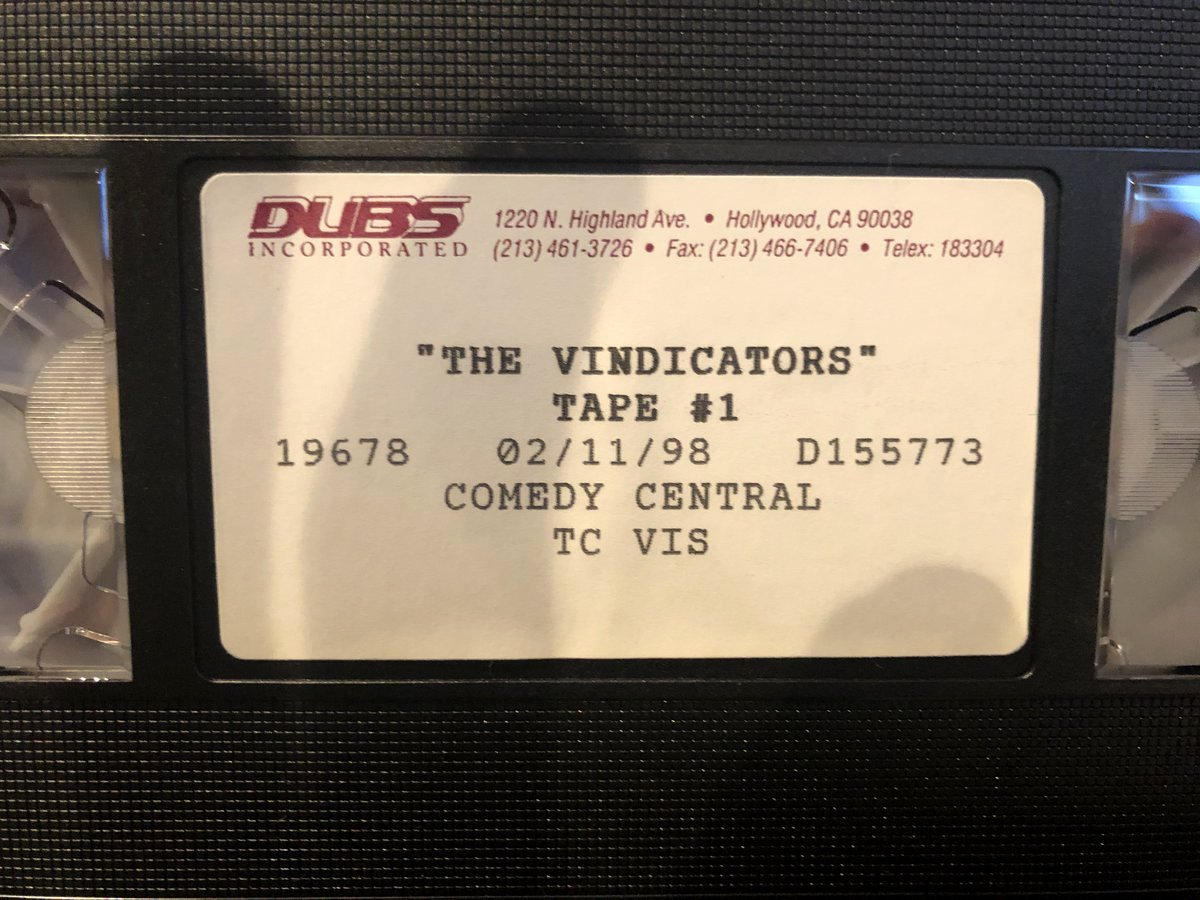 DUBS
INCORPORATED
1220 N. Highland Ave. • Hollywood, CA 90038
(213) 461-3726 • Fax: (213) 466-7406 • Telex: 183304
"THE VINDICATORS"
TAPE #1
19678 02/11/98 D155773
COMEDY CENTRAL
TC VIS